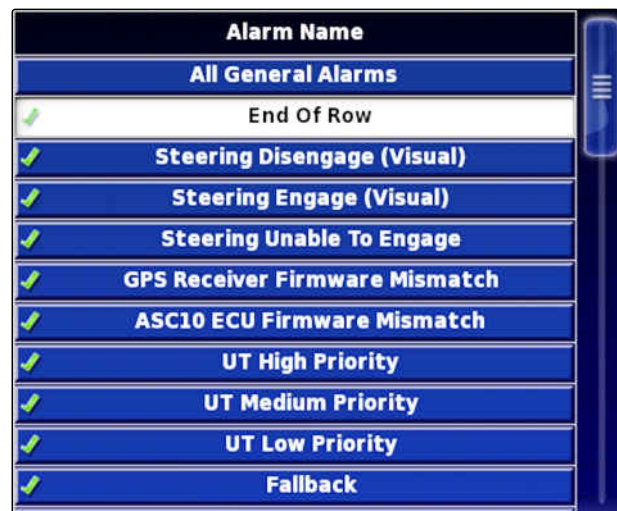 Alarm Name
All General Alarms
End Of Row
Steering Disengage (Visual)
Steering Engage (Visual)
Steering Unable To Engage
GPS Receiver Firmware Mismatch
ASC10 ECU Firmware Mismatch
UT High Priority
UT Medium Priority
UT Low Priority
Fallback